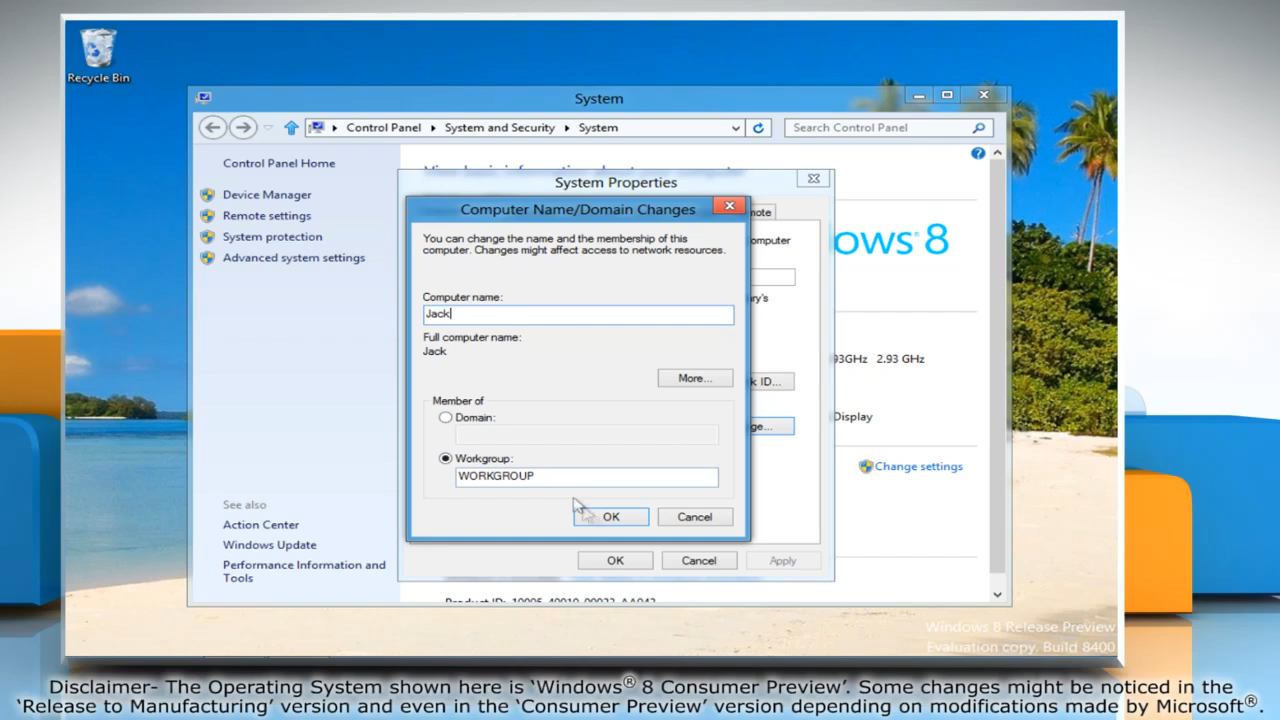 Recycle Bin
System
Control Panel System and Security System
Search Control Panel
Control Panel Home
Device Manager
Remote settings
System protection
Advanced system settings
See also
Action Center
Windows Update
Performance Information and
Tools
System Properties
Computer Name/Domain Changes
You can change the name and the membership of this
computer. Changes might affect access to network resources.
Computer name:
Jack
Full computer name:
Jack
More...
Member of
Domain:
Workgroup:
WORKGROUP
OK Cancel
OK Cancel Apply
ows 8
2.93 GHz
Display
Change settings
Windows 8 Release Preview
Evaluation copy. Build 8400
Disclaimer- The Operating System shown here is ‘Windows® 8 Consumer Preview’. Some changes might be noticed in the
‘Release to Manufacturing’ version and even in the ‘Consumer Preview’ version depending on modifications made by Microsoft®.